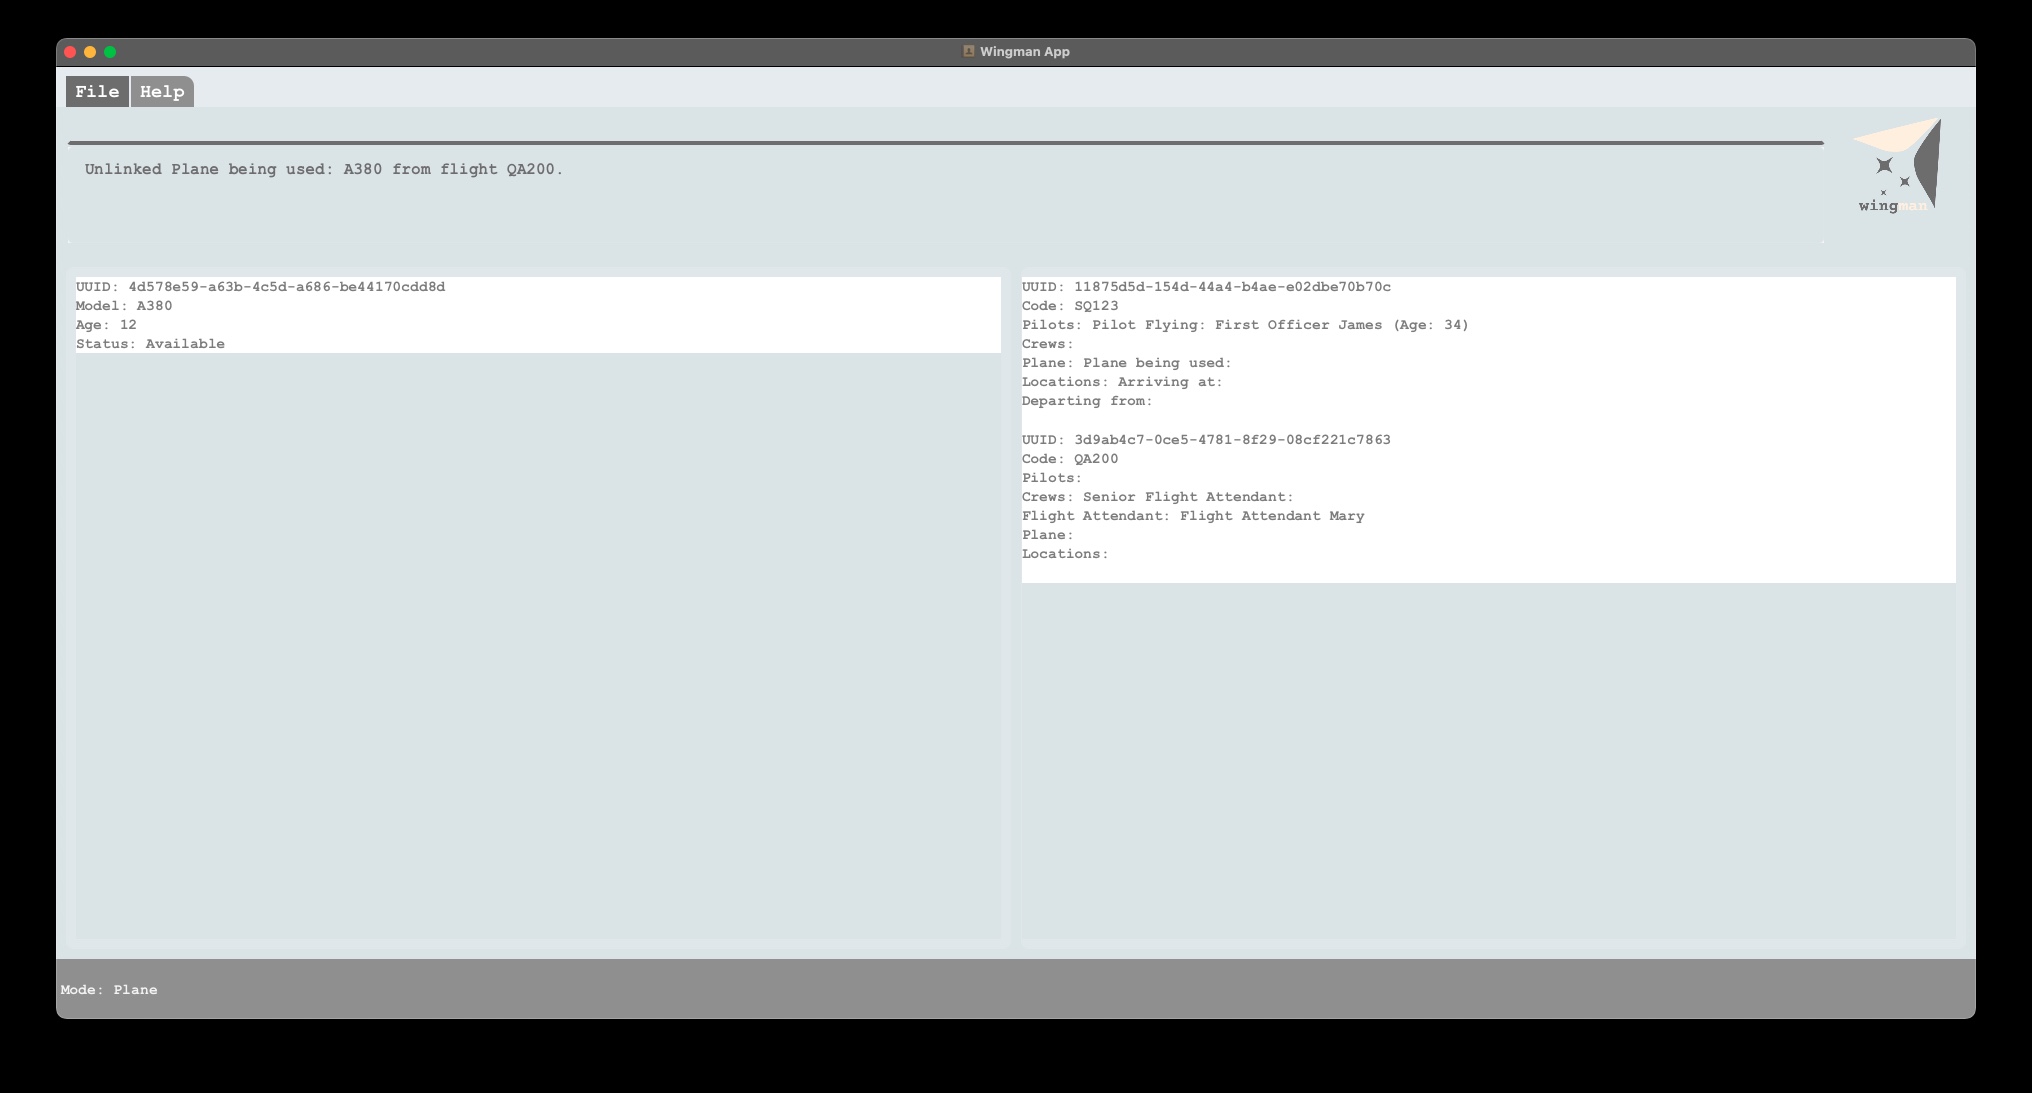 Wingman App
File Help
Unlinked Plane being used: A380 from flight QA200.
wingman
UUID: 4d578e59-a63b-4c5d-a686-be44170cdd8d
Model: A380
Age: 12
Status: Available
UUID: 11875d5d-154d-44a4-b4ae-e02dbe70b70c
Code: SQ123
Pilots: Pilot Flying: First Officer James (Age: 34)
Crews:
Plane: Plane being used:
Locations: Arriving at:
Departing from:
UUID: 3d9ab4c7-0ce5-4781-8f29-08cf221c7863
Code: QA200
Pilots:
Crews: Senior Flight Attendant:
Flight Attendant: Flight Attendant Mary
Plane:
Locations:
Mode: Plane